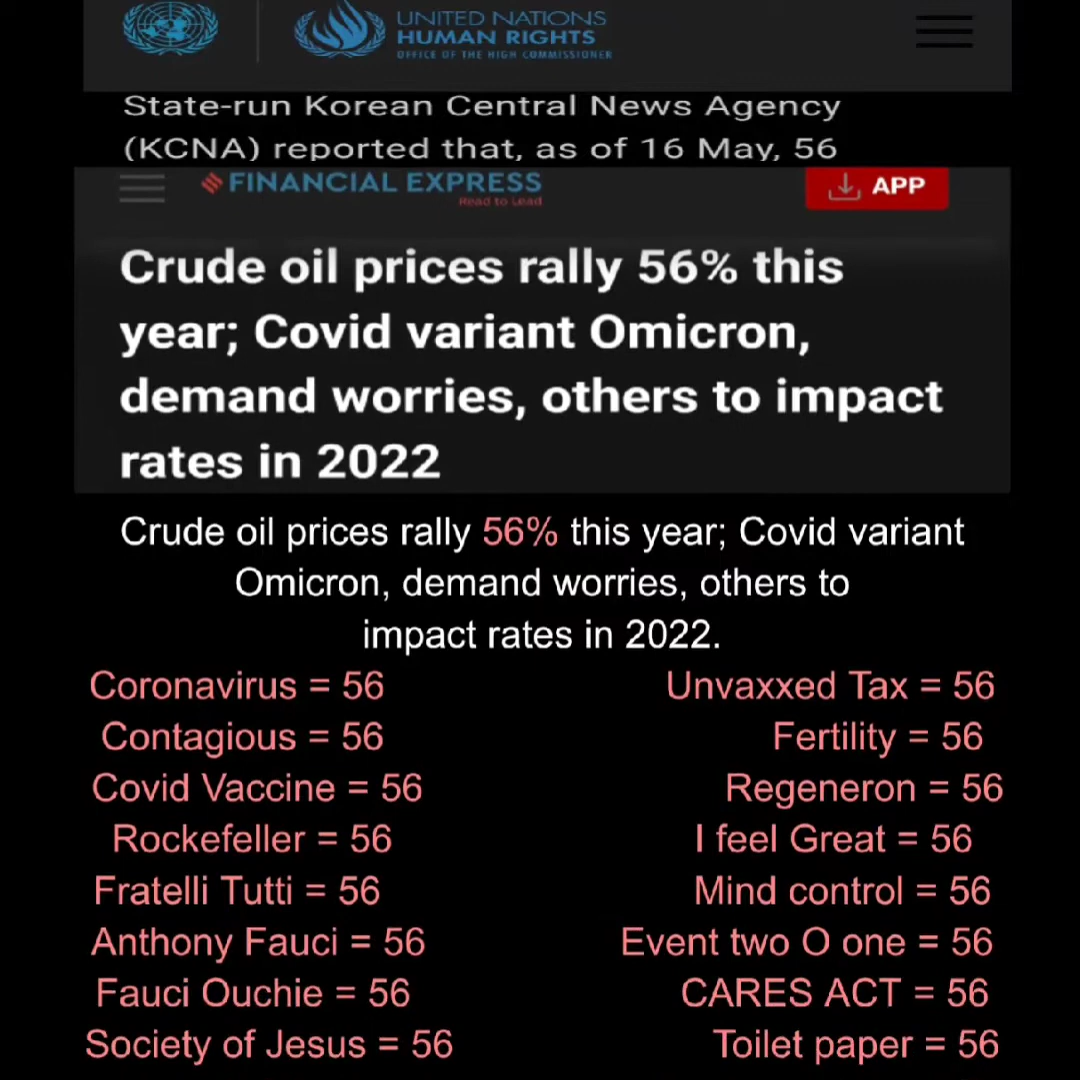 UNITED NATIONS
HUMAN RIGHTS
OFFICE OF THE HIGH COMMISSIONER
State-run Korean Central News Agency
(KCNA) reported that, as of 16 May, 56
FINANCIAL EXPRESS
Read to Lead
APP
Crude oil prices rally 56% this
year; Covid variant Omicron,
demand worries, others to impact
rates in 2022
Crude oil prices rally 56% this year; Covid variant
Omicron, demand worries, others to
impact rates in 2022.
Coronavirus = 56
Contagious = 56
Covid Vaccine = 56
Rockefeller = 56
Fratelli Tutti = 56
Anthony Fauci = 56
Fauci Ouchie = 56
Society of Jesus = 56
Unvaxxed Tax = 56
Fertility = 56
Regeneron = 56
I feel Great = 56
Mind control = 56
Event two O one = 56
CARES ACT = 56
Toilet paper = 56